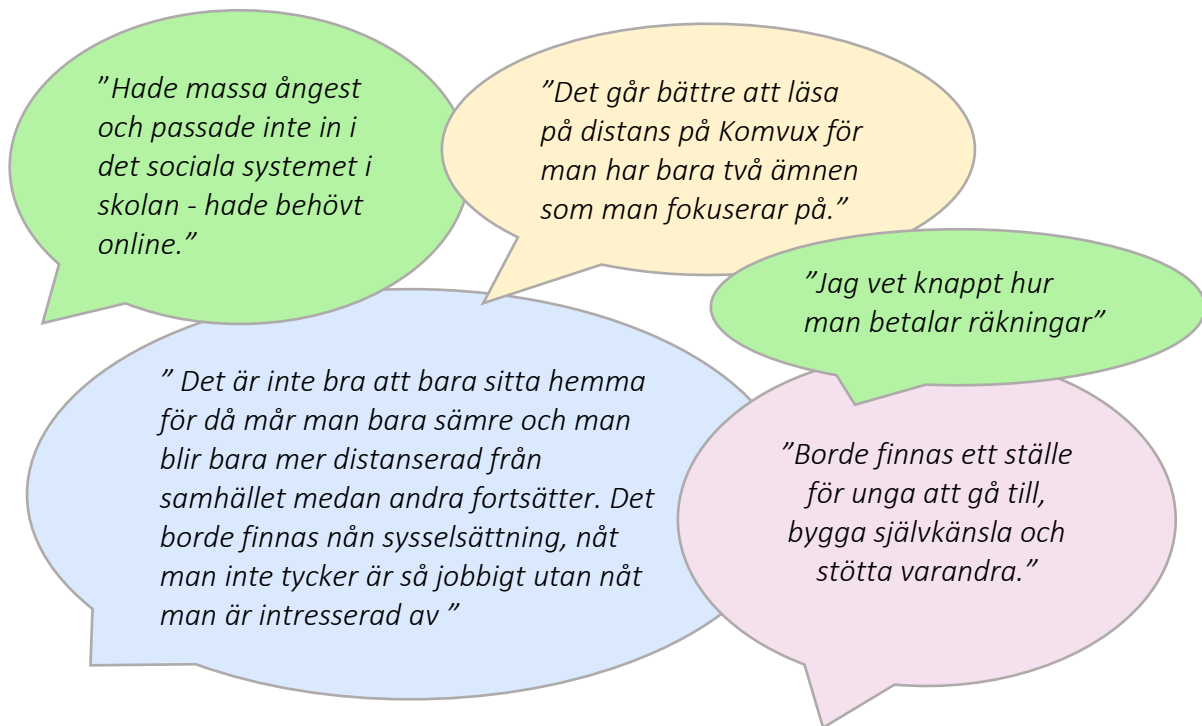 ”Hade massa ångest
och passade inte in i
det sociala systemet i
skolan - hade behövt
online.”
”Det går bättre att läsa
på distans på Komvux för
man har bara två ämnen
som man fokuserar på.”
”Jag vet knappt hur
man betalar räkningar”
” Det är inte bra att bara sitta hemma
för då mår man bara sämre och man
blir bara mer distanserad från
samhället medan andra fortsätter. Det
borde finnas nån sysselsättning, nåt
man inte tycker är så jobbigt utan nåt
man är intresserad av ”
”Borde finnas ett ställe
för unga att gå till,
bygga självkänsla och
stötta varandra.”